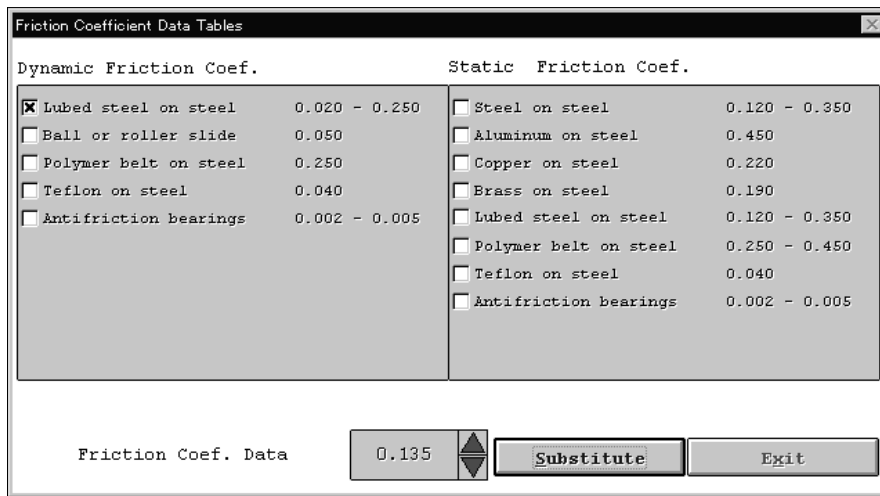 Friction Coefficient Data Tables
Dynamic Friction Coef.
Lubed steel on steel 0.020 - 0.250
Ball or roller slide 0.050
Polymer belt on steel 0.250
Teflon on steel 0.040
Antifriction bearings 0.002 - 0.005
Static Friction Coef.
Steel on steel 0.120 - 0.350
Aluminum on steel 0.450
Copper on steel 0.220
Brass on steel 0.190
Lubed steel on steel 0.120 - 0.350
Polymer belt on steel 0.250 - 0.450
Teflon on steel 0.040
Antifriction bearings 0.002 - 0.005
Friction Coef. Data 0.135 Substitute Exit